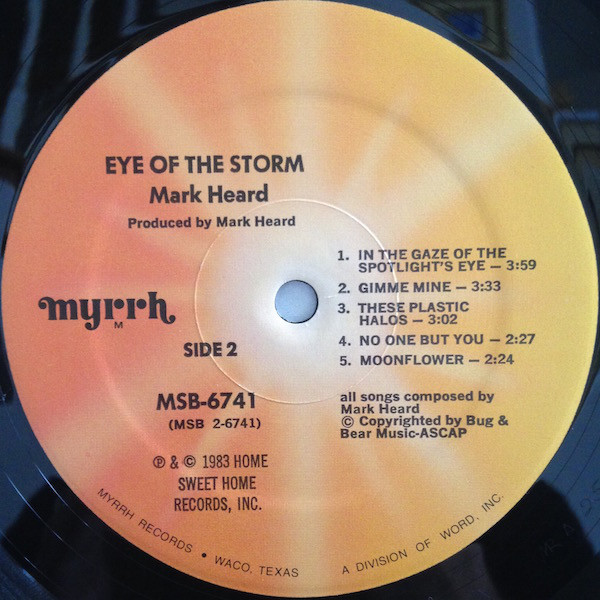 EYE OF THE STORM
Mark Heard
Produced by Mark Heard
1. IN THE GAZE OF THE
SPOTLIGHT'S EYE — 3:59
2. GIMME MINE — 3:33
3. THESE PLASTIC
HALOS — 3:02
4. NO ONE BUT YOU — 2:27
5. MOONFLOWER — 2:24
myrrh
M
SIDE 2
MSB-6741
(MSB 2-6741)
all songs composed by
Mark Heard
© Copyrighted by Bug &
Bear Music-ASCAP
℗ & © 1983 HOME
SWEET HOME
RECORDS, INC.
MYRRH RECORDS • WACO, TEXAS A DIVISION OF WORD, INC.